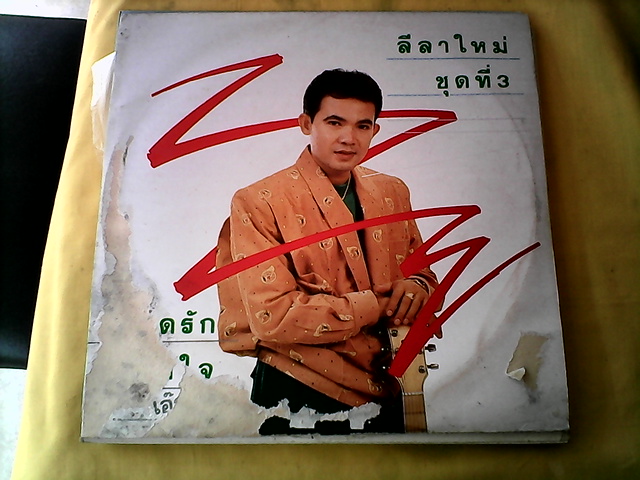 ลีลาใหม่
ชุดที่ 3
ดรัก
ใจ